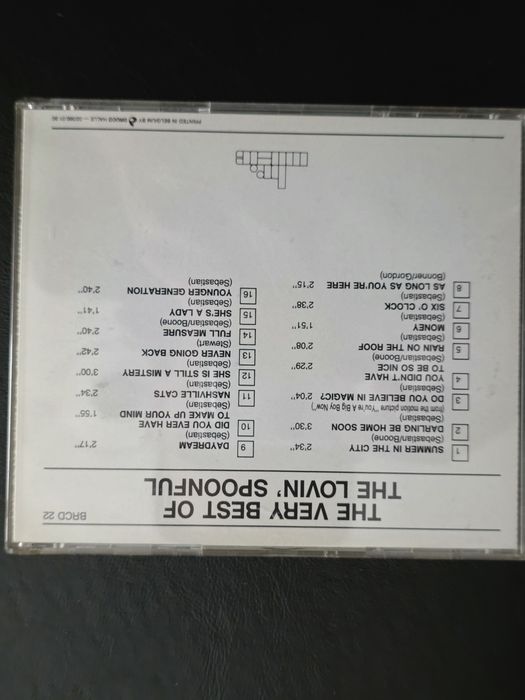 THE VERY BEST OF
THE LOVIN' SPOONFUL
BRCD 22
1 SUMMER IN THE CITY 2'34"
(Sebastian/Boone)
2 DARLING BE HOME SOON 3'30"
(Sebastian)
(from the motion picture "You're A Big Boy Now")
3 DO YOU BELIEVE IN MAGIC? 2'04"
(Sebastian)
4 YOU DIDN'T HAVE
TO BE SO NICE 2'29"
(Sebastian/Boone)
5 RAIN ON THE ROOF 2'08"
(Sebastian)
6 MONEY 1'51"
(Sebastian)
7 SIX O' CLOCK 2'38"
(Sebastian)
8 AS LONG AS YOU'RE HERE 2'15"
(Bonner/Gordon)
9 DAYDREAM 2'17"
(Sebastian)
10 DID YOU EVER HAVE
TO MAKE UP YOUR MIND 1'55"
(Sebastian)
11 NASHVILLE CATS 2'34"
(Sebastian)
12 SHE IS STILL A MISTERY 3'00"
(Sebastian)
13 NEVER GOING BACK 2'42"
(Stewart)
14 FULL MEASURE 2'40"
(Sebastian/Boone)
15 SHE'S A LADY 1'41"
(Sebastian)
16 YOUNGER GENERATION 2'40"
(Sebastian)
PRINTED IN BELGIUM BY